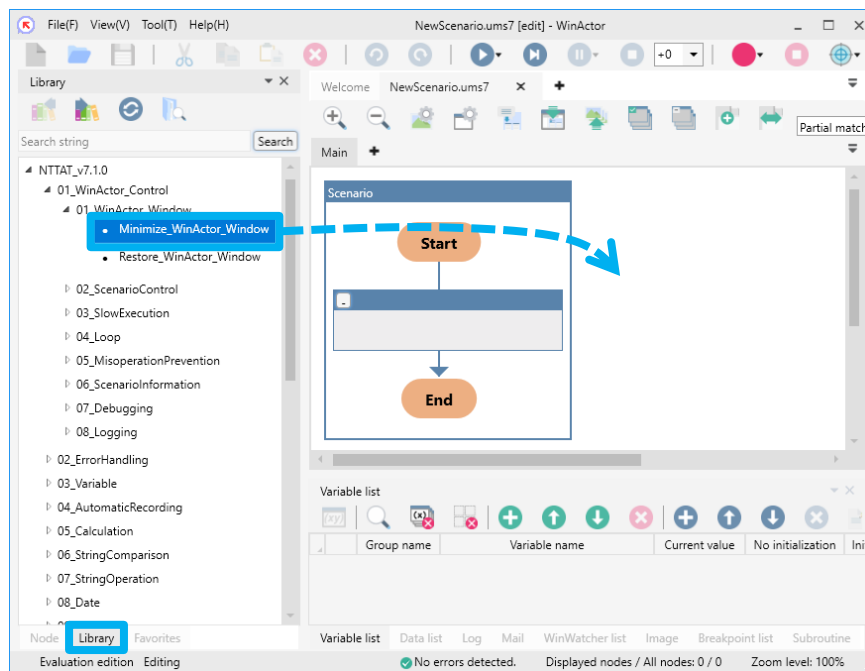 File(F) View(V) Tool(T) Help(H) NewScenario.ums7 [edit] - WinActor
+0
Library
Welcome NewScenario.ums7
Search string Search
Partial match
Main
NTTAT_v7.1.0
01_WinActor_Control
01_WinActor_Window
Minimize_WinActor_Window
Restore_WinActor_Window
02_ScenarioControl
03_SlowExecution
04_Loop
05_MisoperationPrevention
06_ScenarioInformation
07_Debugging
08_Logging
02_ErrorHandling
03_Variable
04_AutomaticRecording
05_Calculation
06_StringComparison
07_StringOperation
08_Date
Node Library Favorites
Scenario
Start
-
End
Variable list
Group name Variable name Current value No initialization Ini
Variable list Data list Log Mail WinWatcher list Image Breakpoint list Subroutine
Evaluation edition Editing No errors detected. Displayed nodes / All nodes: 0 / 0 Zoom level: 100%